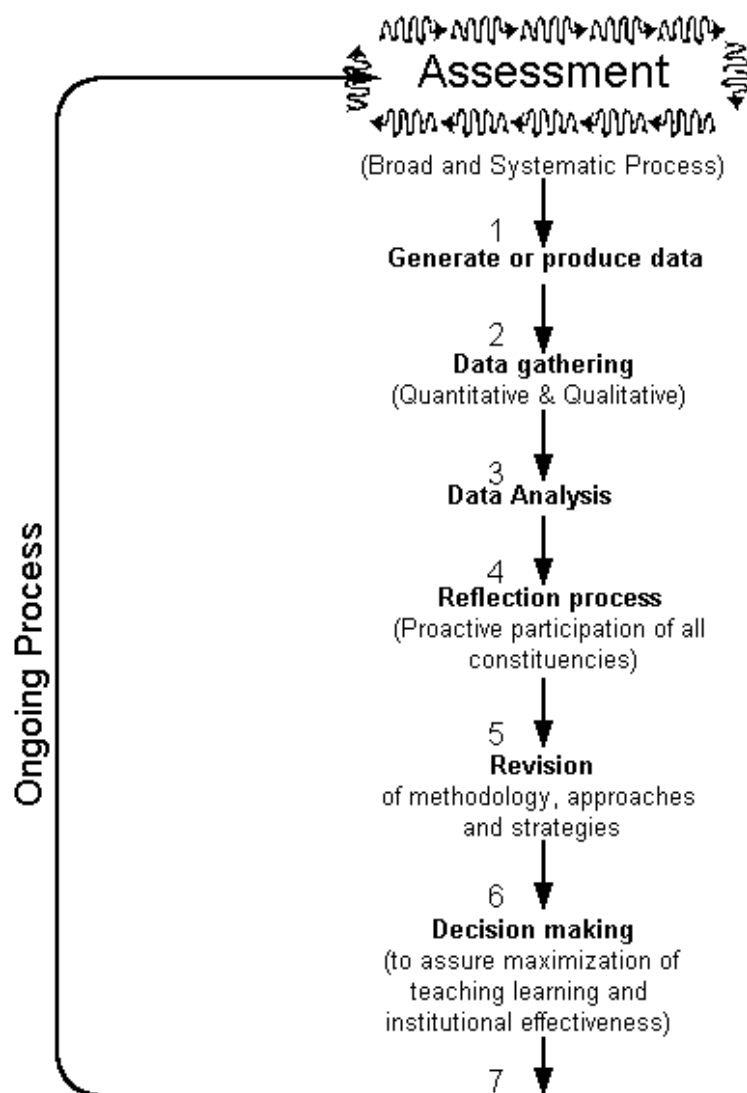 Assessment
(Broad and Systematic Process)
1
Generate or produce data
2
Data gathering
(Quantitative & Qualitative)
3
Data Analysis
4
Reflection process
(Proactive participation of all
constituencies)
5
Revision
of methodology, approaches
and strategies
6
Decision making
(to assure maximization of
teaching learning and
institutional effectiveness)
7
Ongoing Process